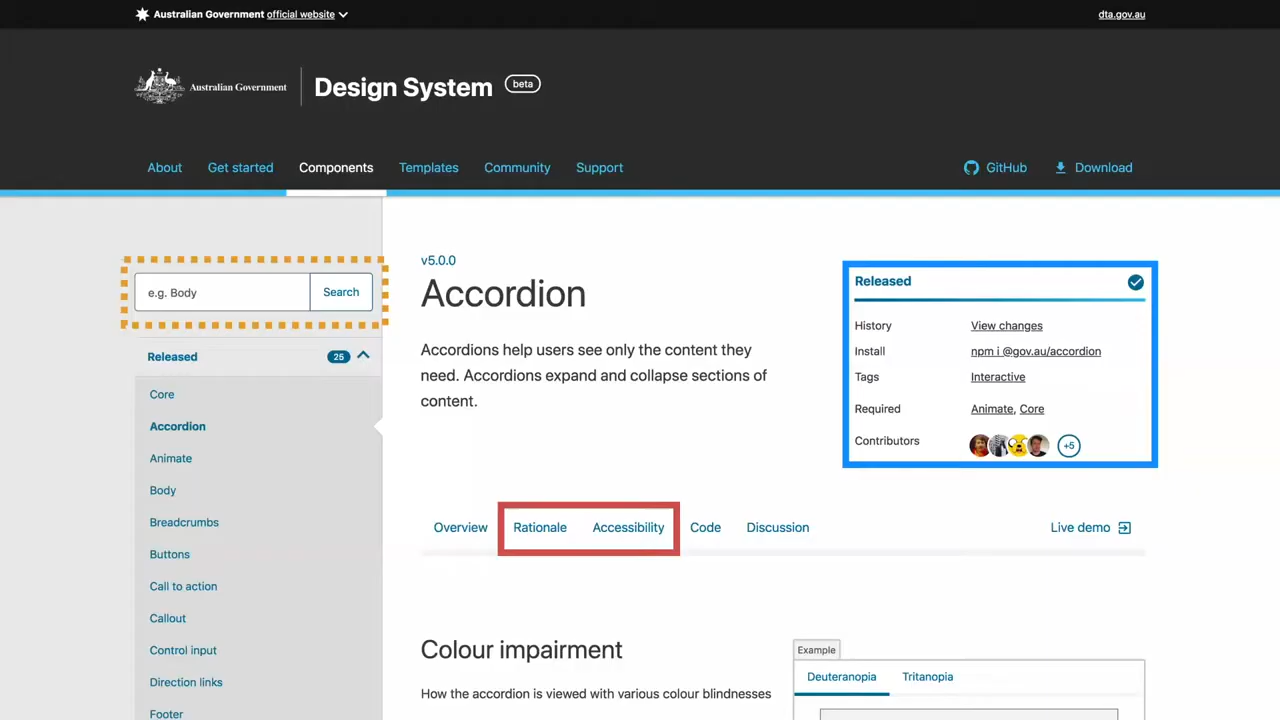 Australian Government official website
dta.gov.au
Australian Government
Design System beta
About Get started Components Templates Community Support GitHub Download
e.g. Body Search
Released 25
Core
Accordion
Animate
Body
Breadcrumbs
Buttons
Call to action
Callout
Control input
Direction links
Footer
v5.0.0
Accordion
Accordions help users see only the content they
need. Accordions expand and collapse sections of
content.
Released
History View changes
Install npm i @gov.au/accordion
Tags Interactive
Required Animate, Core
Contributors +5
Overview Rationale Accessibility Code Discussion Live demo
Colour impairment
How the accordion is viewed with various colour blindnesses
Example
Deuteranopia Tritanopia